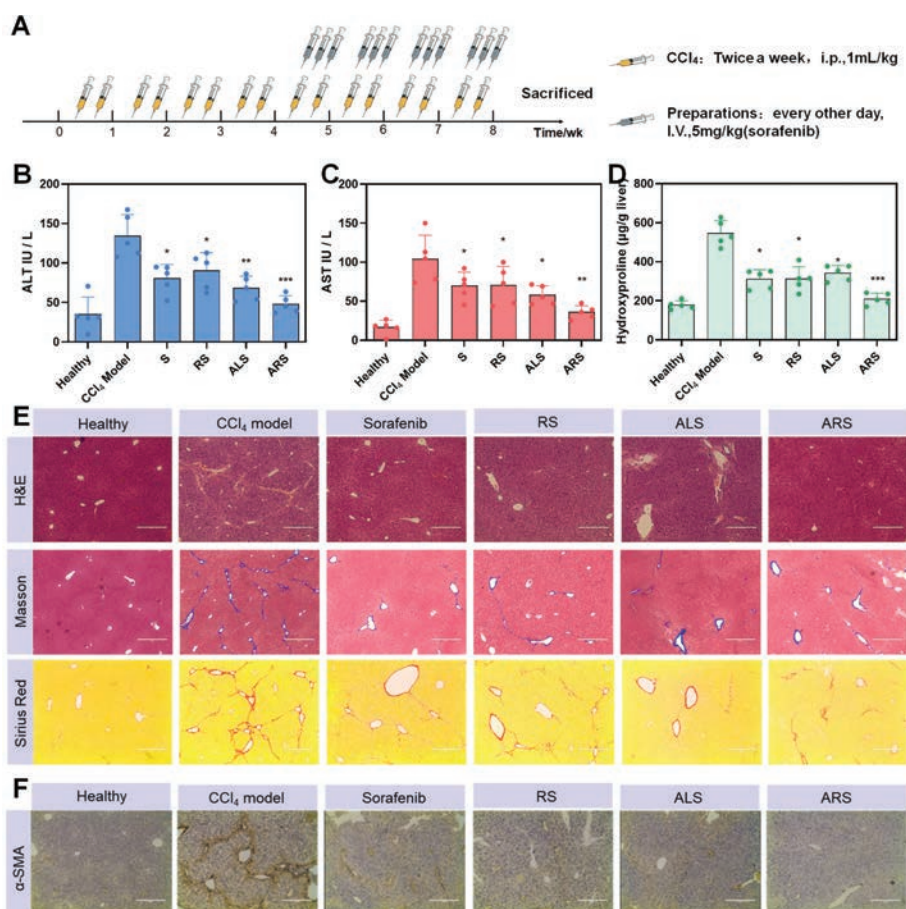 A
CCl₄: Twice a week, i.p.,1mL/kg
Sacrificed
0 1 2 3 4 5 6 7 8 Time/wk
Preparations: every other day,
I.V.,5mg/kg(sorafenib)
B
ALT IU / L
200
150
100
50
0
Healthy
CCl₄ Model
S
RS
ALS
ARS
* * ** ***
C
AST IU / L
200
150
100
50
0
Healthy
CCl₄ Model
S
RS
ALS
ARS
* * * **
D
Hydroxyproline (µg/g liver)
800
600
400
200
0
Healthy
CCl₄ Model
S
RS
ALS
ARS
* * * ***
E
Healthy CCl₄ model Sorafenib RS ALS ARS
H&E
Masson
Sirius Red
F
Healthy CCl₄ model Sorafenib RS ALS ARS
α-SMA